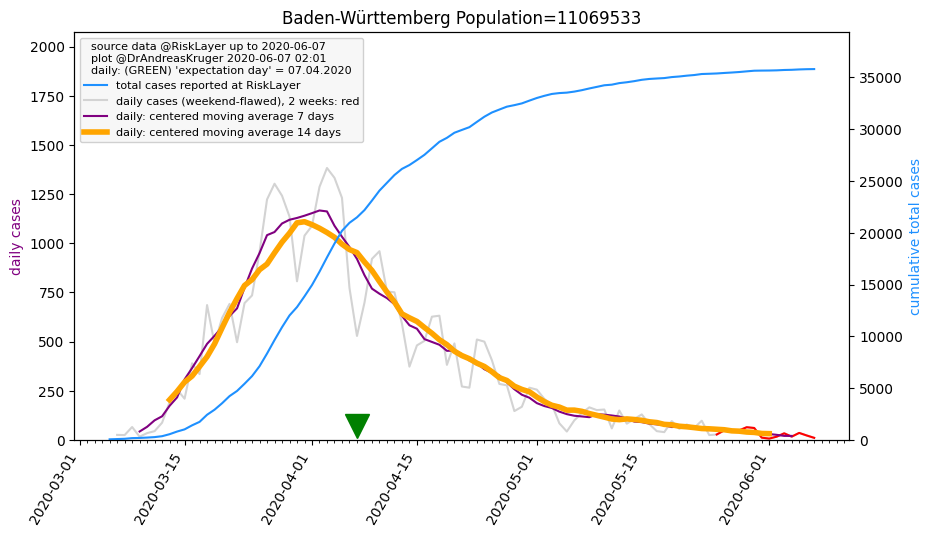 Baden-Württemberg Population=11069533
source data @RiskLayer up to 2020-06-07
plot @DrAndreasKruger 2020-06-07 02:01
daily: (GREEN) 'expectation day' = 07.04.2020
total cases reported at RiskLayer
daily cases (weekend-flawed), 2 weeks: red
daily: centered moving average 7 days
daily: centered moving average 14 days
daily cases
2000
1750
1500
1250
1000
750
500
250
0
35000
30000
25000
20000
15000
10000
5000
0
cumulative total cases
2020-03-01
2020-03-15
2020-04-01
2020-04-15
2020-05-01
2020-05-15
2020-06-01